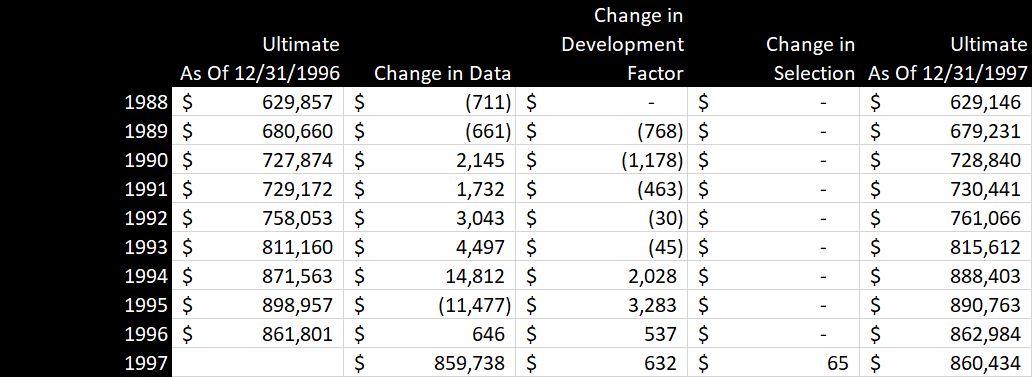 Change in
Ultimate Development Change in Ultimate
As Of 12/31/1996 Change in Data Factor Selection As Of 12/31/1997
1988 $ 629,857 $ (711) $ - $ - $ 629,146
1989 $ 680,660 $ (661) $ (768) $ - $ 679,231
1990 $ 727,874 $ 2,145 $ (1,178) $ - $ 728,840
1991 $ 729,172 $ 1,732 $ (463) $ - $ 730,441
1992 $ 758,053 $ 3,043 $ (30) $ - $ 761,066
1993 $ 811,160 $ 4,497 $ (45) $ - $ 815,612
1994 $ 871,563 $ 14,812 $ 2,028 $ - $ 888,403
1995 $ 898,957 $ (11,477) $ 3,283 $ - $ 890,763
1996 $ 861,801 $ 646 $ 537 $ - $ 862,984
1997 $ 859,738 $ 632 $ 65 $ 860,434